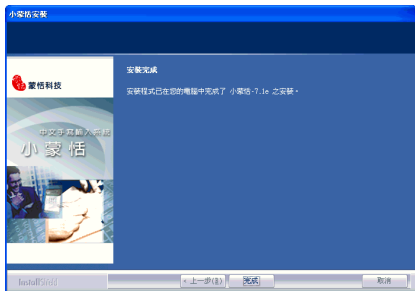 小蒙恬安裝
安裝完成
安裝程式已在您的電腦中完成了 小蒙恬-7.1e 之安裝。
蒙恬科技
中文手寫輸入系統
小蒙恬
InstallShield
< 上一步(B)
完成
取消